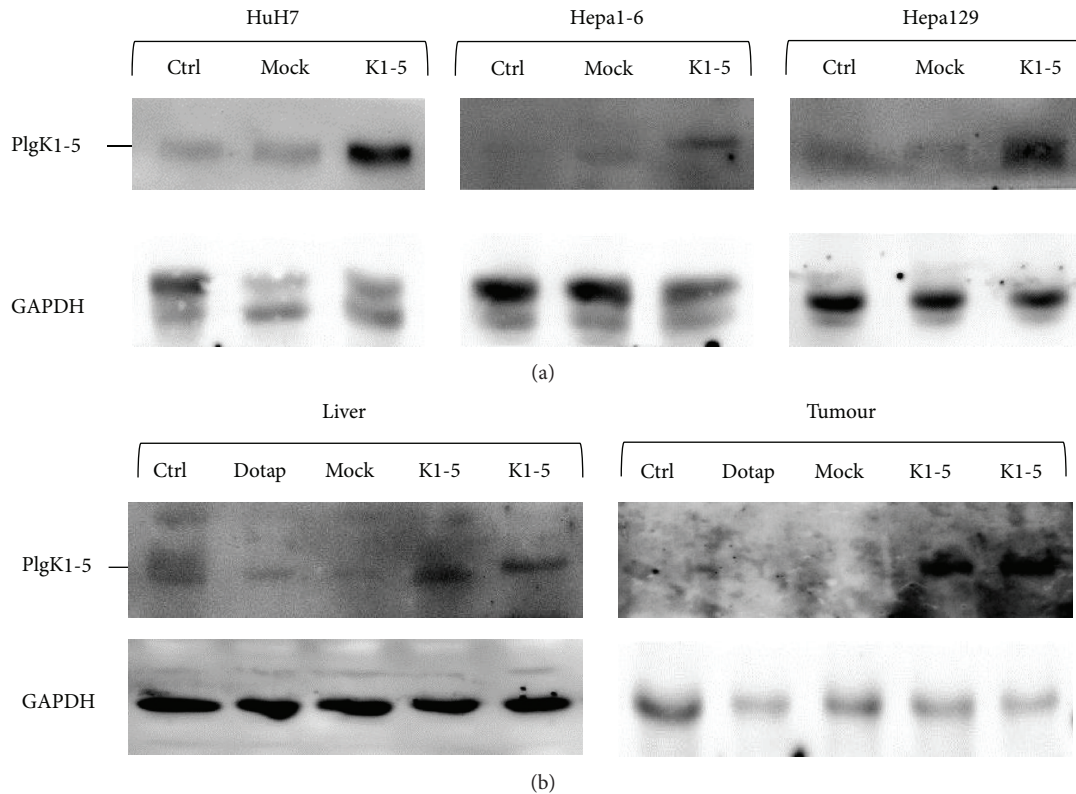 HuH7 Hepa1-6 Hepa129
Ctrl Mock K1-5 Ctrl Mock K1-5 Ctrl Mock K1-5
PlgK1-5
GAPDH
(a)
Liver Tumour
Ctrl Dotap Mock K1-5 K1-5 Ctrl Dotap Mock K1-5 K1-5
PlgK1-5
GAPDH
(b)